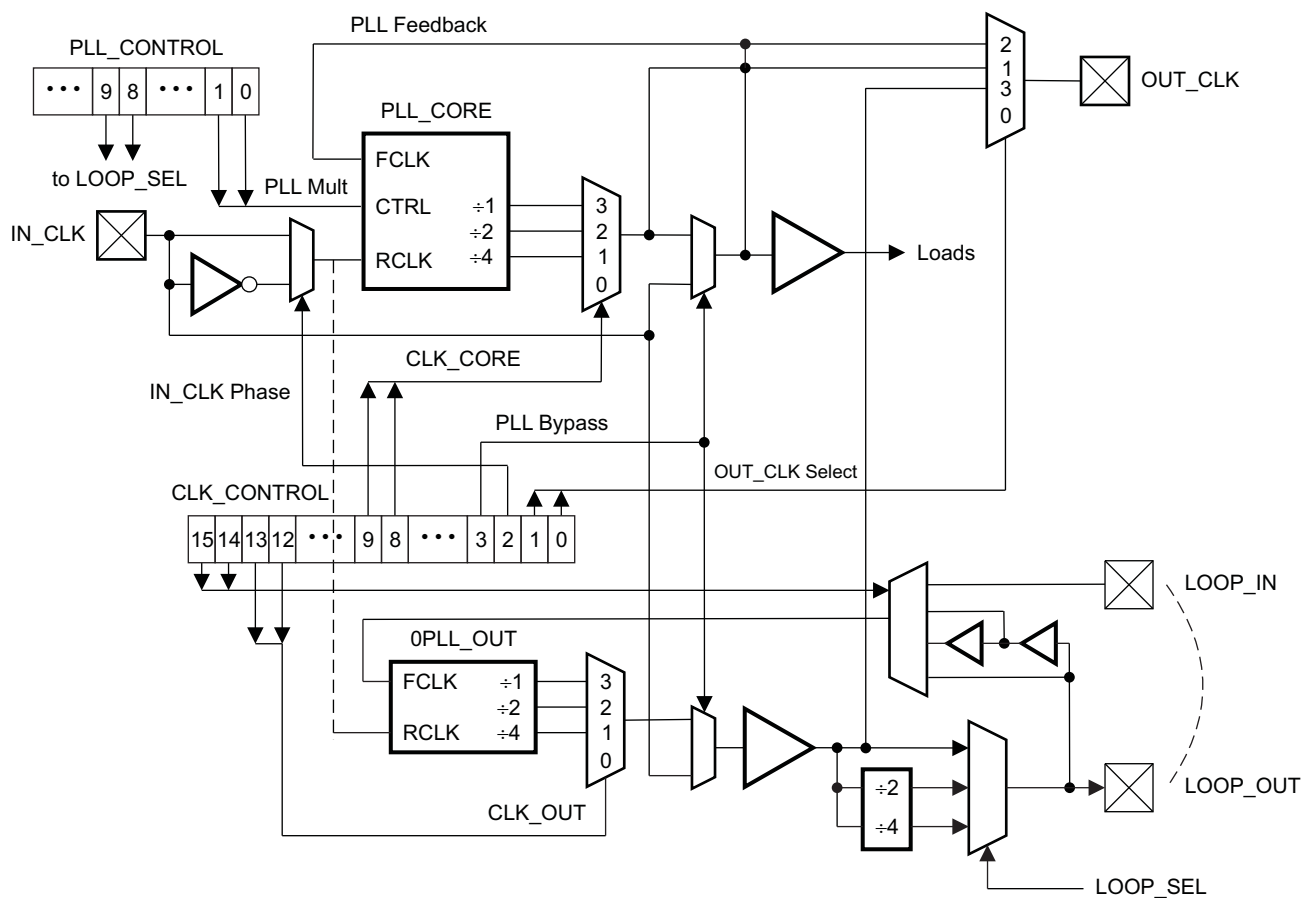 PLL Feedback
PLL_CONTROL
••• 9 8 ••• 1 0
to LOOP_SEL
PLL Mult
PLL_CORE
FCLK
CTRL ÷1
÷2
RCLK ÷4
3
2
1
0
IN_CLK
Loads
2
1
3
0
OUT_CLK
CLK_CORE
IN_CLK Phase
PLL Bypass
OUT_CLK Select
CLK_CONTROL
15 14 13 12 ••• 9 8 ••• 3 2 1 0
LOOP_IN
0PLL_OUT
FCLK ÷1
÷2
RCLK ÷4
3
2
1
0
CLK_OUT
÷2
÷4
LOOP_OUT
LOOP_SEL